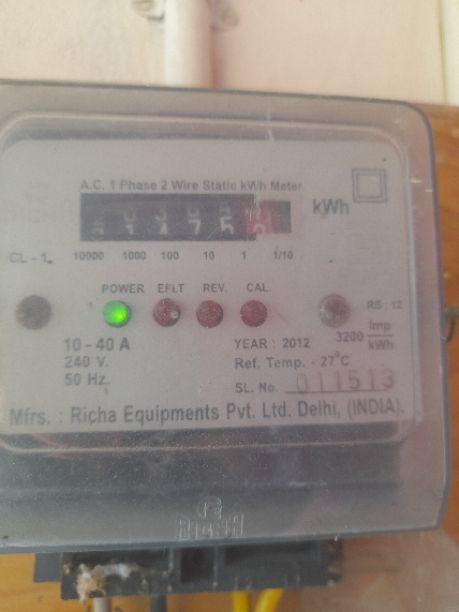 A.C. 1 Phase 2 Wire Static kWh Meter
kWh
CL - 1.
10000 1000 100 10 1 1/10
POWER EFLT REV. CAL.
RS : 12
10 - 40 A
YEAR : 2012
3200 Imp/kWh
240 V.
Ref. Temp. - 27°C
50 Hz.
SL. No. 011513
Mfrs. : Richa Equipments Pvt. Ltd. Delhi, (INDIA).
RICHA